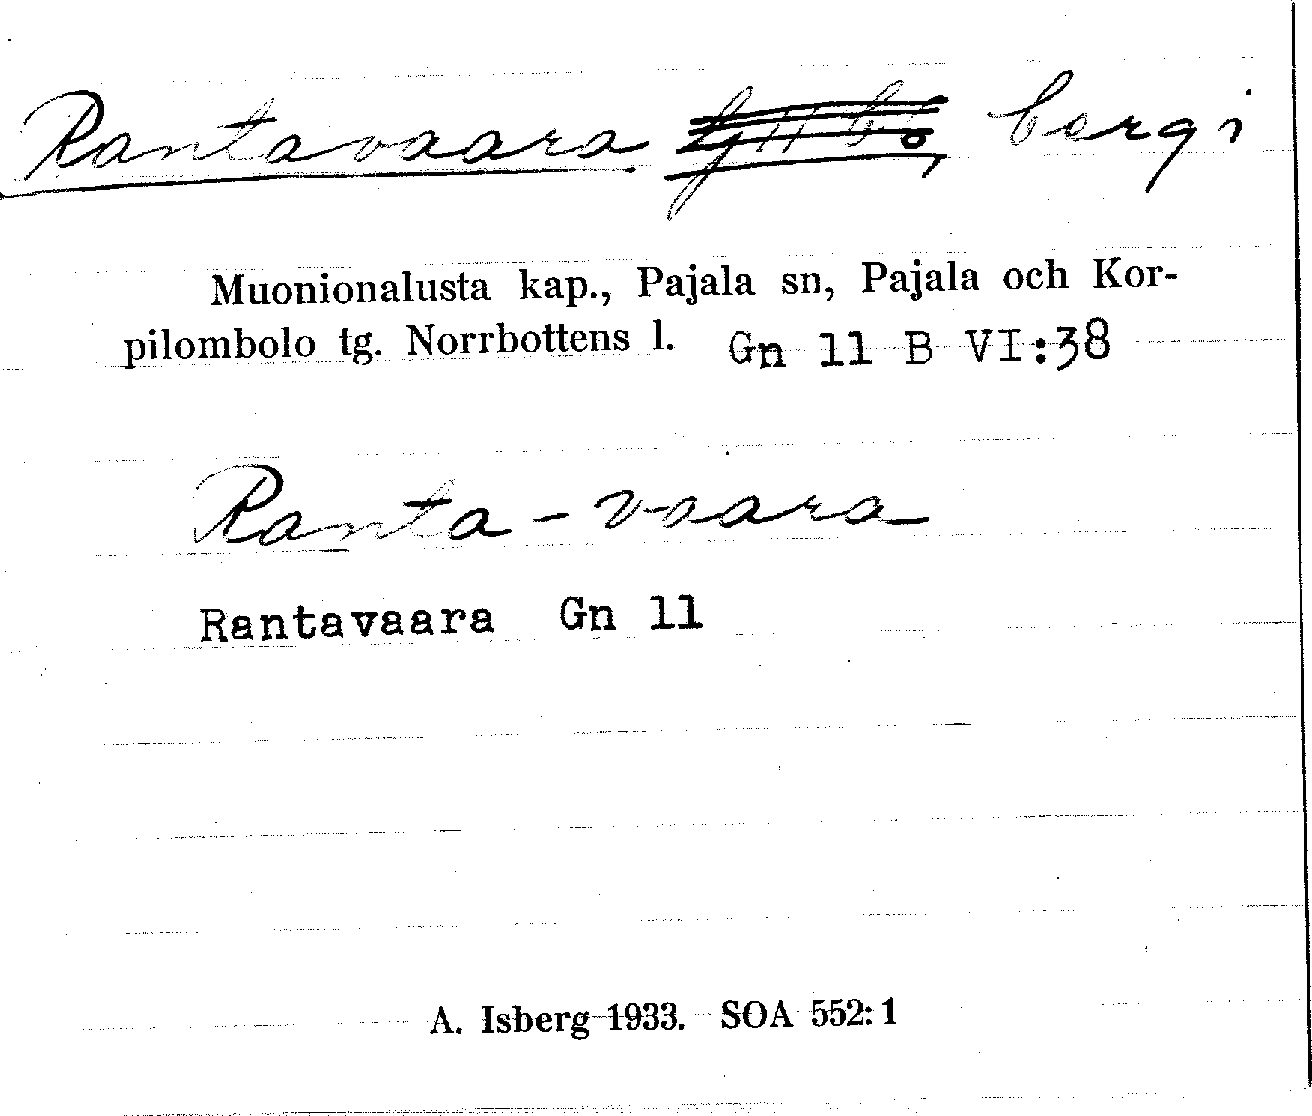 Rantavaara berg i
Muonionalusta kap., Pajala sn, Pajala och Kor-
pilombolo tg. Norrbottens l. Gn 11 B VI:38
Ranta-vaara
Rantavaara Gn 11
A. Isberg 1933. SOA 552:1